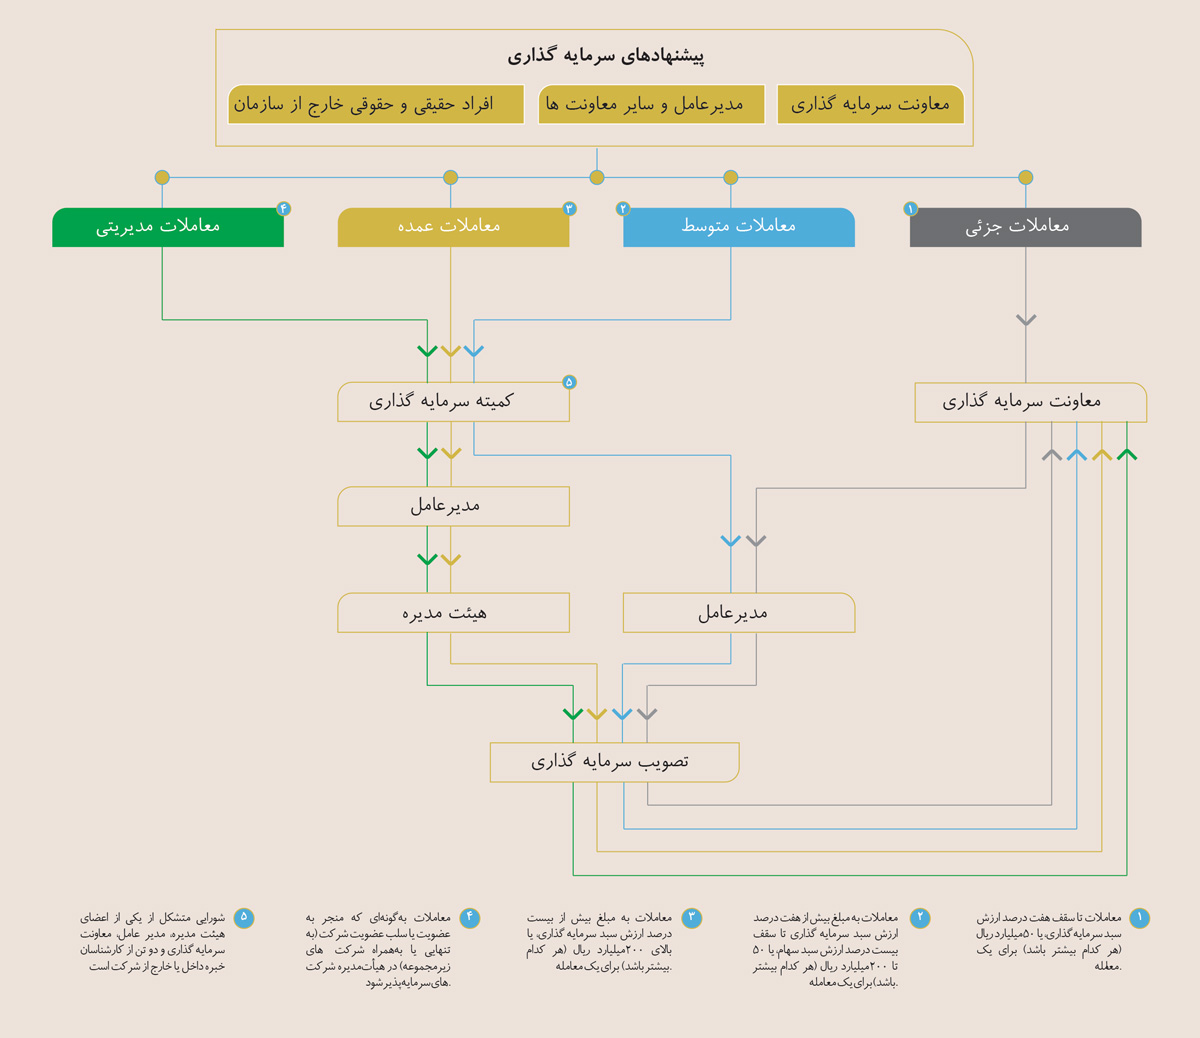 پیشنهادهای سرمایه گذاری
معاونت سرمایه گذاری
مدیرعامل و سایر معاونت ها
افراد حقیقی و حقوقی خارج از سازمان
۱
معاملات جزئی
۲
معاملات متوسط
۳
معاملات عمده
۴
معاملات مدیریتی
معاونت سرمایه گذاری
۵
کمیته سرمایه گذاری
مدیرعامل
مدیرعامل
هیئت مدیره
تصویب سرمایه گذاری
۱
معاملات تا سقف هفت درصد ارزش
سبد سرمایه‌گذاری، یا ۵۰میلیارد ریال
(هر کدام بیشتر باشد) برای یک
معامله.
۲
معاملات به مبلغ بیش از هفت درصد
ارزش سبد سرمایه گذاری تا سقف
بیست درصد ارزش سبد سهام، یا ۵۰
تا ۲۰۰میلیارد ریال (هر کدام بیشتر
باشد) برای یک معامله.
۳
معاملات به مبلغ بیش از بیست
درصد ارزش سبد سرمایه گذاری، یا
بالای ۲۰۰میلیارد ریال (هر کدام
بیشتر باشد) برای یک معامله.
۴
معاملات به‌گونه‌ای که منجر به
عضویت یا سلب عضویت شرکت (به
تنهایی یا به‌همراه شرکت های
زیرمجموعه) در هیأت‌مدیره شرکت
های‌سرمایه‌پذیر شود.
۵
شورایی متشکل از یکی از اعضای
هیئت مدیره، مدیر عامل، معاونت
سرمایه گذاری و دو تن از کارشناسان
خبره داخل یا خارج از شرکت است